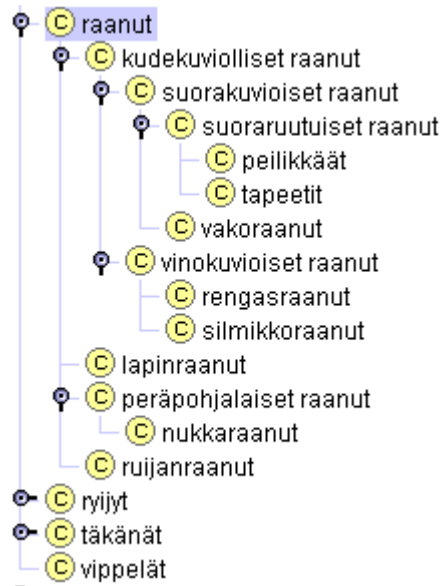 C raanut
C kudekuviolliset raanut
C suorakuvioiset raanut
C suoraruutuiset raanut
C peilikkäät
C tapeetit
C vakoraanut
C vinokuvioiset raanut
C rengasraanut
C silmikkoraanut
C lapinraanut
C peräpohjalaiset raanut
C nukkaraanut
C ruijanraanut
C ryijyt
C täkänät
C vippelät